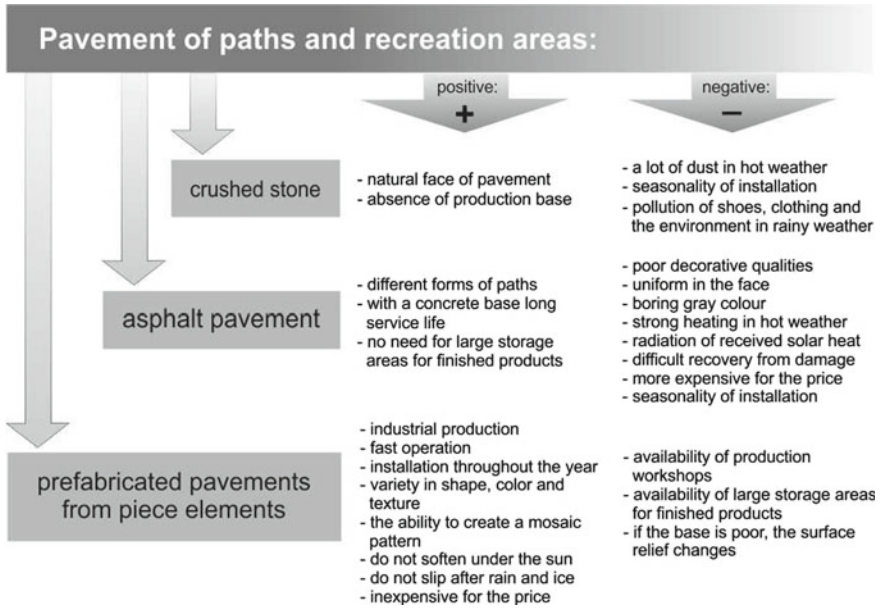 Pavement of paths and recreation areas:
positive:
+
negative:
–
crushed stone
- natural face of pavement
- absence of production base
- a lot of dust in hot weather
- seasonality of installation
- pollution of shoes, clothing and
the environment in rainy weather
asphalt pavement
- different forms of paths
- with a concrete base long
service life
- no need for large storage
areas for finished products
- poor decorative qualities
- uniform in the face
- boring gray colour
- strong heating in hot weather
- radiation of received solar heat
- difficult recovery from damage
- more expensive for the price
- seasonality of installation
prefabricated pavements
from piece elements
- industrial production
- fast operation
- installation throughout the year
- variety in shape, color and
texture
- the ability to create a mosaic
pattern
- do not soften under the sun
- do not slip after rain and ice
- inexpensive for the price
- availability of production
workshops
- availability of large storage areas
for finished products
- if the base is poor, the surface
relief changes